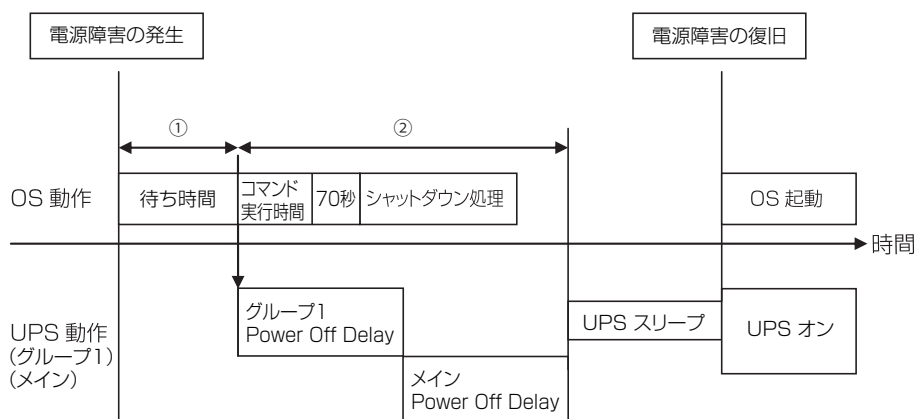 電源障害の発生
電源障害の復旧
①
②
OS 動作
待ち時間
コマンド
実行時間
70秒
シャットダウン処理
OS 起動
時間
UPS 動作
(グループ1)
(メイン)
グループ1
Power Off Delay
メイン
Power Off Delay
UPS スリープ
UPS オン